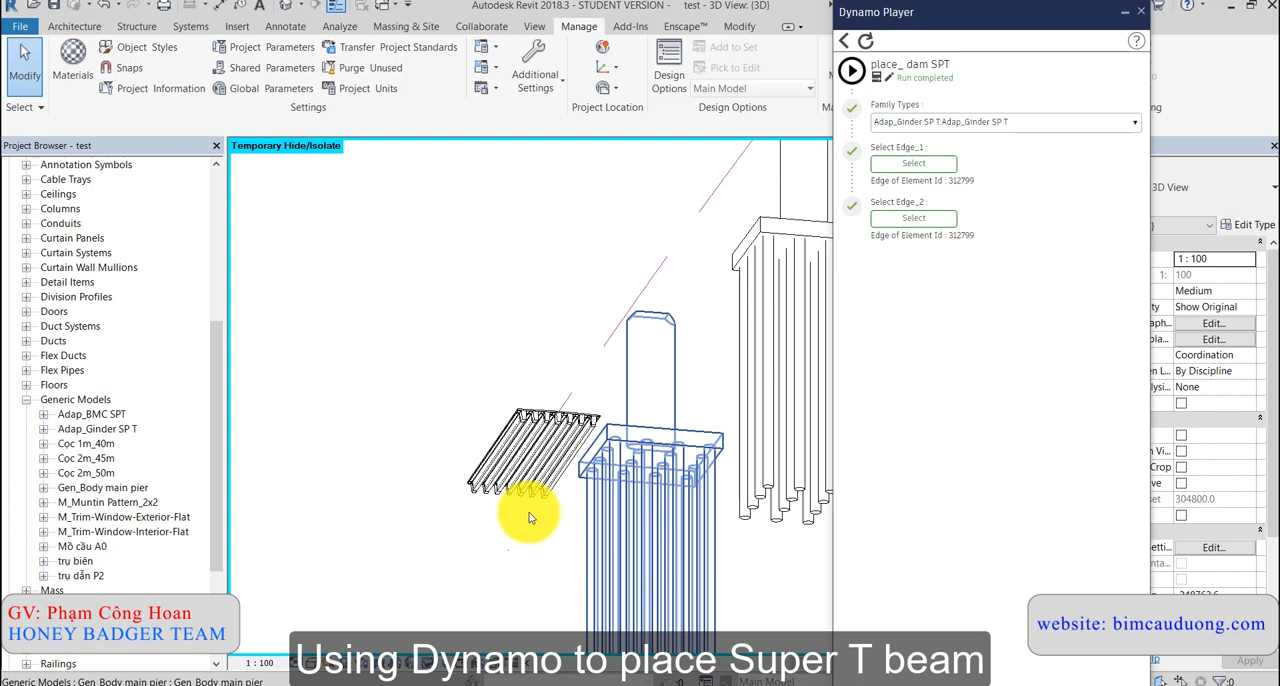 Autodesk Revit 2018.3 - STUDENT VERSION - test - 3D View: {3D}
File Architecture Structure Systems Insert Annotate Analyze Massing & Site Collaborate View Manage Add-Ins Enscape™ Modify
Modify
Select
Materials
Object Styles
Snaps
Project Information
Project Parameters
Shared Parameters
Global Parameters
Transfer Project Standards
Purge Unused
Project Units
Settings
Additional
Settings
Project Location
Design
Options
Add to Set
Pick to Edit
Main Model
Design Options
Project Browser - test
Annotation Symbols
Cable Trays
Ceilings
Columns
Conduits
Curtain Panels
Curtain Systems
Curtain Wall Mullions
Detail Items
Division Profiles
Doors
Duct Systems
Ducts
Flex Ducts
Flex Pipes
Floors
Generic Models
Adap_BMC SPT
Adap_Ginder SP T
Cọc 1m_40m
Cọc 2m_45m
Cọc 2m_50m
Gen_Body main pier
M_Muntin Pattern_2x2
M_Trim-Window-Exterior-Flat
M_Trim-Window-Interior-Flat
Mồ cầu A0
trụ biên
trụ dẫn P2
Mass
Railings
Temporary Hide/Isolate
Dynamo Player
place_ dam SPT
Run completed
Family Types :
Adap_Ginder SP T:Adap_Ginder SP T
Select Edge_1 :
Select
Edge of Element Id : 312799
Select Edge_2 :
Select
Edge of Element Id : 312799
3D View
Edit Type
1 : 100
1: 100
Medium
Show Original
Edit...
Edit...
Coordination
By Discipline
None
304800.0
Edit...
Apply
GV: Phạm Công Hoan
HONEY BADGER TEAM
website: bimcauduong.com
1 : 100
Using Dynamo to place Super T beam
Generic Models : Gen_Body main pier : Gen_Body main pier
Main Model
:0